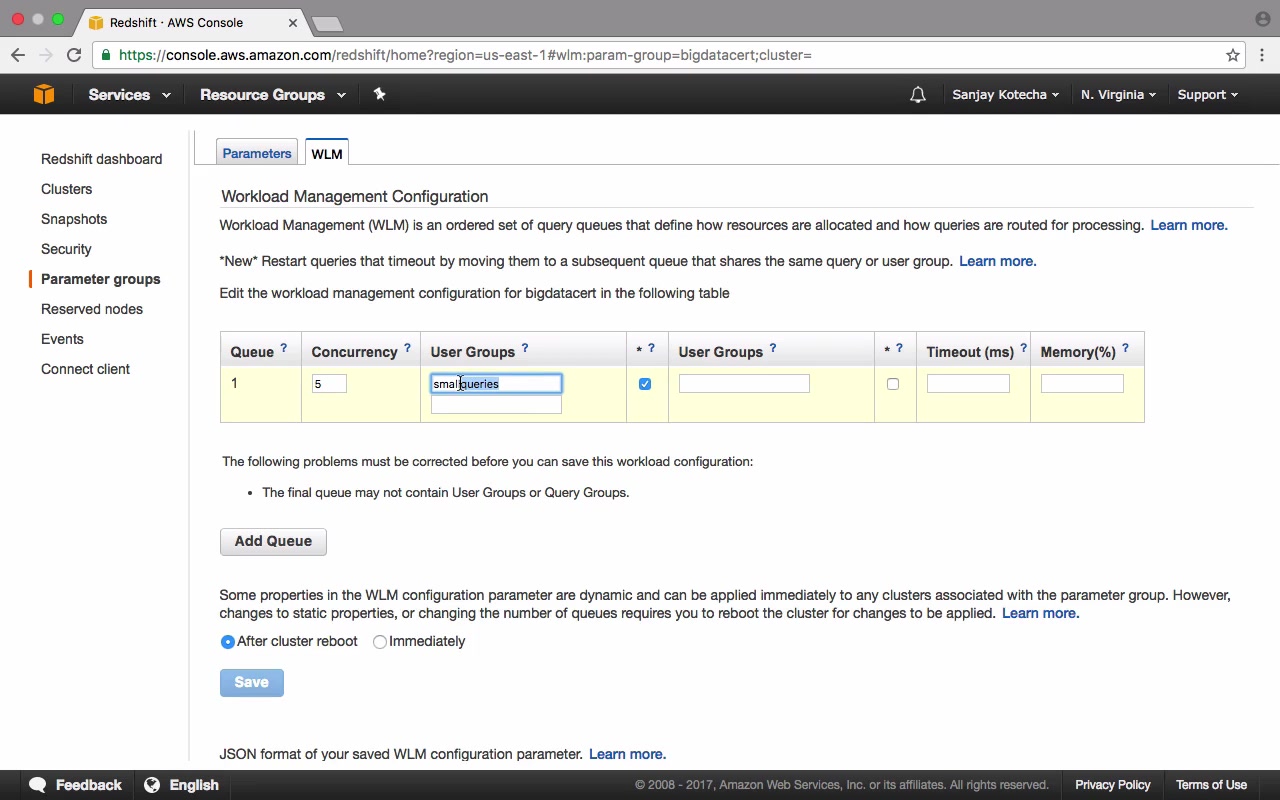 Redshift · AWS Console
https://console.aws.amazon.com/redshift/home?region=us-east-1#wlm:param-group=bigdatacert;cluster=
Services Resource Groups Sanjay Kotecha N. Virginia Support
Redshift dashboard
Clusters
Snapshots
Security
Parameter groups
Reserved nodes
Events
Connect client
Parameters WLM
Workload Management Configuration
Workload Management (WLM) is an ordered set of query queues that define how resources are allocated and how queries are routed for processing. Learn more.
*New* Restart queries that timeout by moving them to a subsequent queue that shares the same query or user group. Learn more.
Edit the workload management configuration for bigdatacert in the following table
Queue ? Concurrency ? User Groups ? * ? User Groups ? * ? Timeout (ms) ? Memory(%) ?
1 5 smallqueries
The following problems must be corrected before you can save this workload configuration:
• The final queue may not contain User Groups or Query Groups.
Add Queue
Some properties in the WLM configuration parameter are dynamic and can be applied immediately to any clusters associated with the parameter group. However,
changes to static properties, or changing the number of queues requires you to reboot the cluster for changes to be applied. Learn more.
After cluster reboot Immediately
Save
JSON format of your saved WLM configuration parameter. Learn more.
Feedback English © 2008 - 2017, Amazon Web Services, Inc. or its affiliates. All rights reserved. Privacy Policy Terms of Use